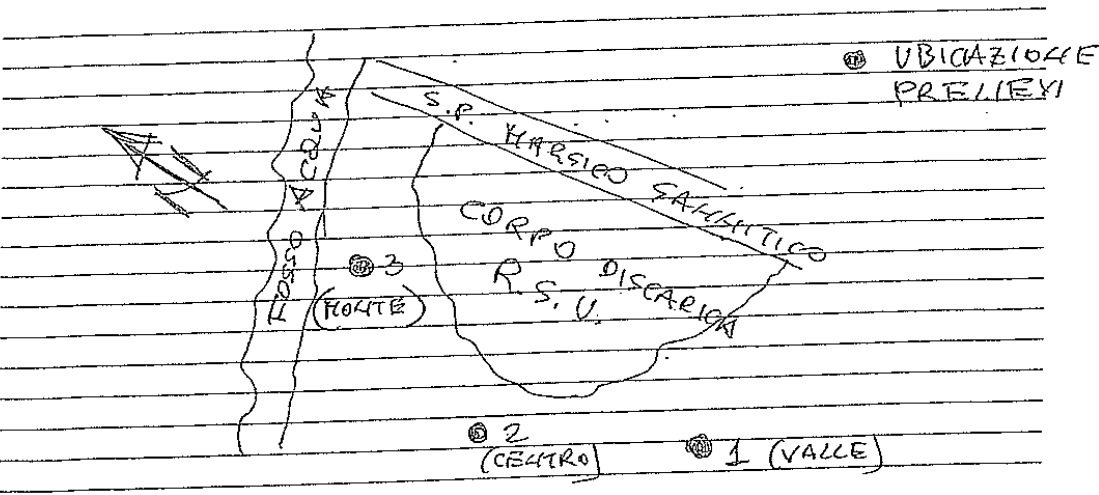 UBICAZIONE
PRELIEVI
S.P. MARSICO SANNITICO
FOSSO ACQUA
CORPO DISCARICA
R.S.U.
3
(MONTE)
2
(CENTRO)
1 (VALLE)